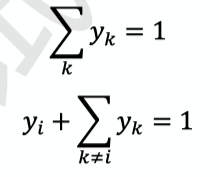 ∑_k y_k = 1
y_i + ∑_{k≠i} y_k = 1